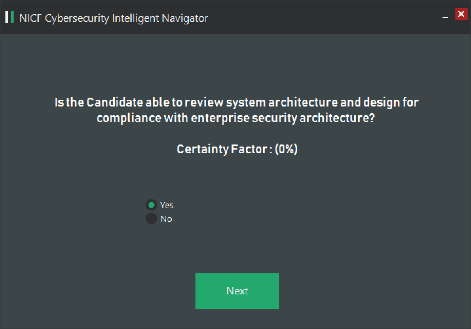 NICF Cybersecurity Intelligent Navigator
Is the Candidate able to review system architecture and design for
compliance with enterprise security architecture?
Certainty Factor : (0%)
Yes
No
Next